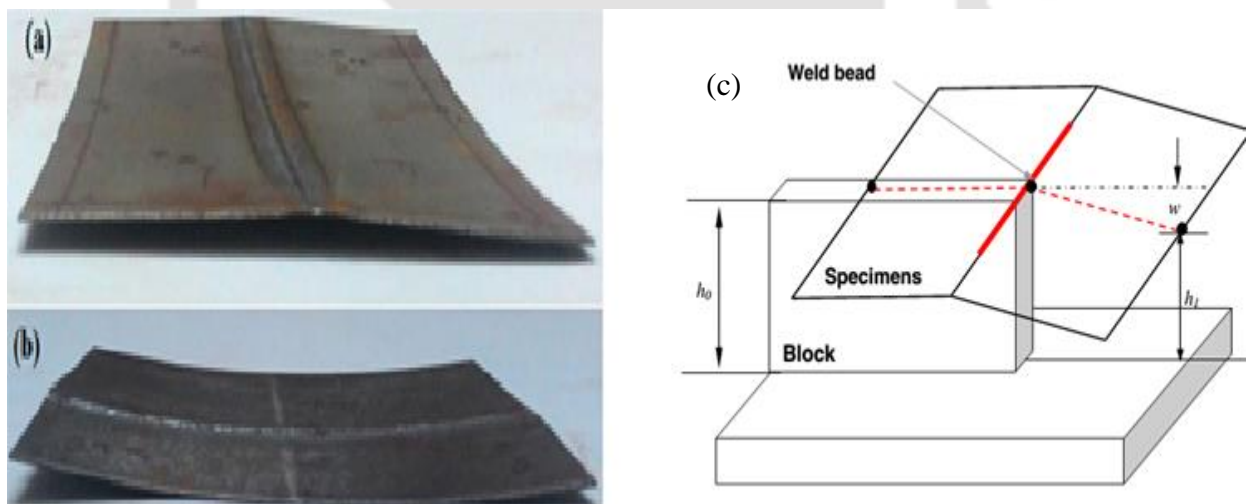 (a)
(b)
(c)
Weld bead
w
Specimens
h₀
h₁
Block